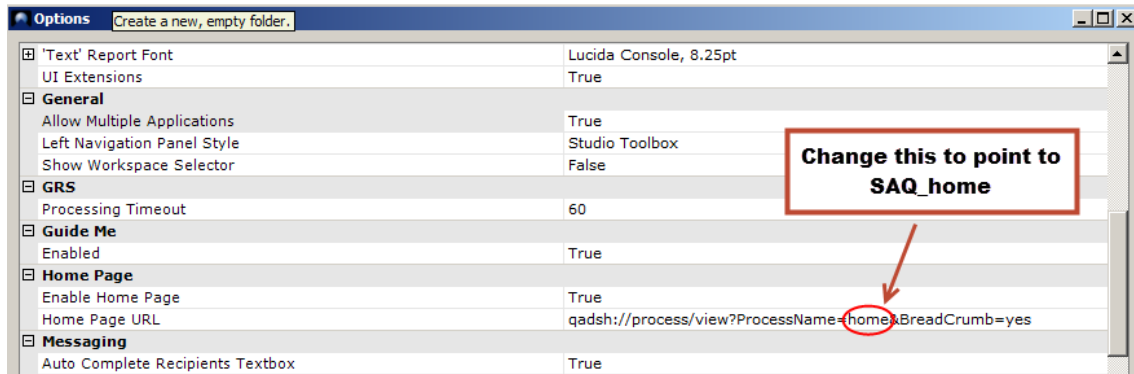 Options Create a new, empty folder.
'Text' Report Font Lucida Console, 8.25pt
UI Extensions True
General
Allow Multiple Applications True
Left Navigation Panel Style Studio Toolbox
Show Workspace Selector False
Change this to point to
SAQ_home
GRS
Processing Timeout 60
Guide Me
Enabled True
Home Page
Enable Home Page True
Home Page URL qadsh://process/view?ProcessName=home&BreadCrumb=yes
Messaging
Auto Complete Recipients Textbox True